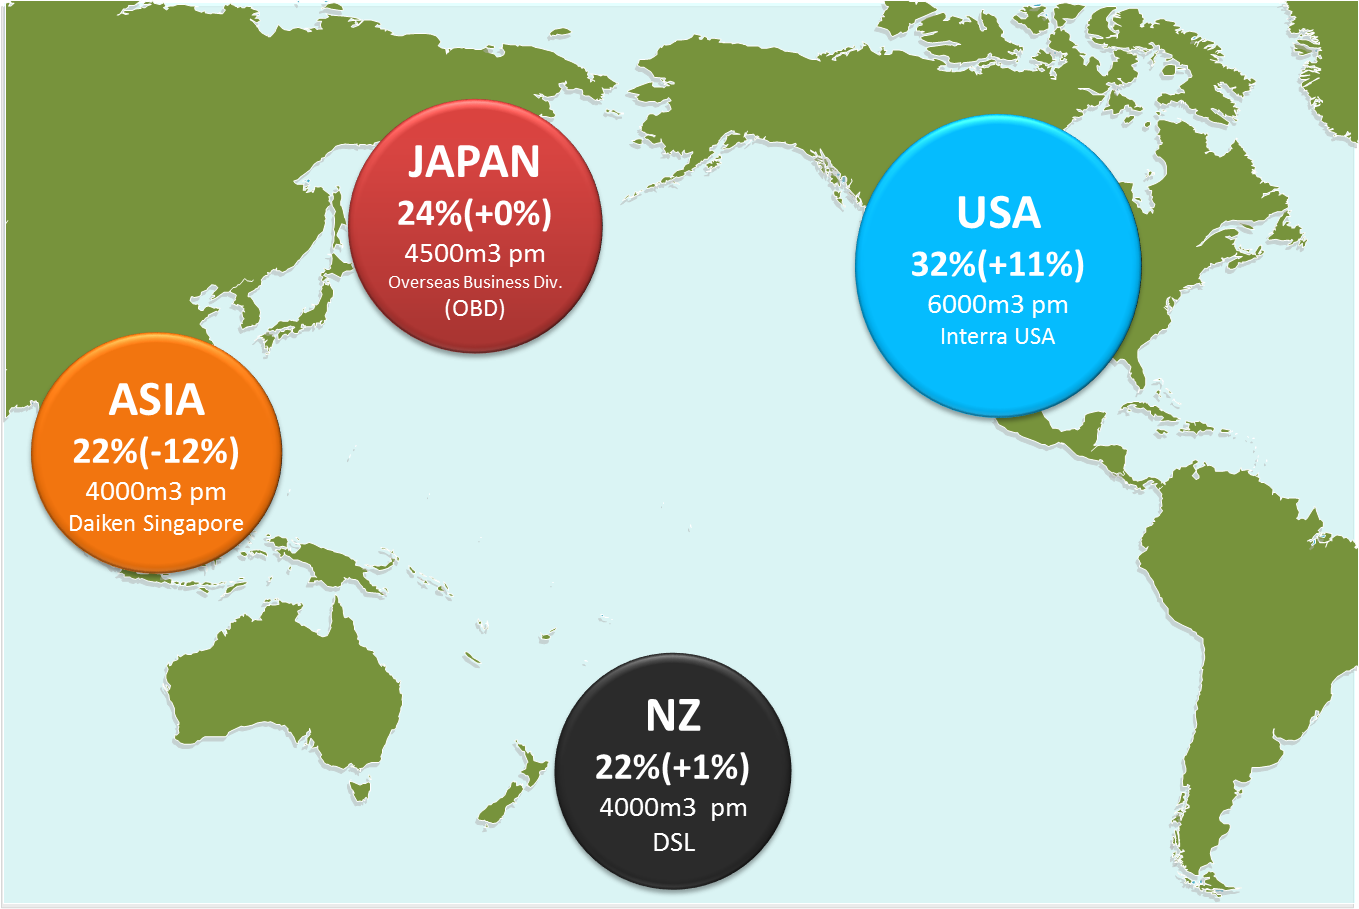 JAPAN
24%(+0%)
4500m3 pm
Overseas Business Div.
(OBD)
USA
32%(+11%)
6000m3 pm
Interra USA
ASIA
22%(-12%)
4000m3 pm
Daiken Singapore
NZ
22%(+1%)
4000m3  pm
DSL